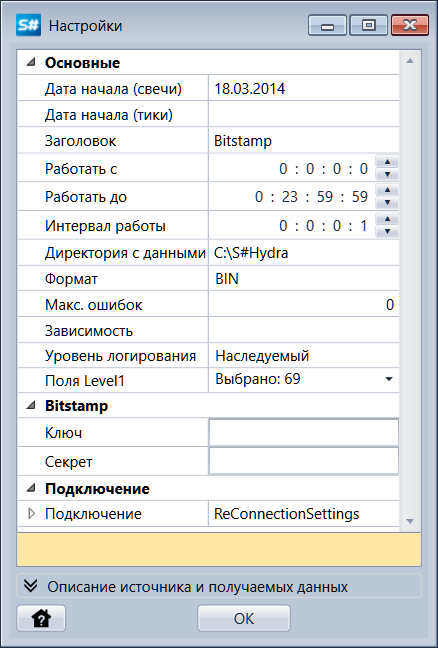 S# Настройки
Основные
Дата начала (свечи) 18.03.2014
Дата начала (тики)
Заголовок Bitstamp
Работать с 0 : 0 : 0 : 0
Работать до 0 : 23 : 59 : 59
Интервал работы 0 : 0 : 0 : 1
Директория с данными C:\S#Hydra
Формат BIN
Макс. ошибок 0
Зависимость
Уровень логирования Наследуемый
Поля Level1 Выбрано: 69
Bitstamp
Ключ
Секрет
Подключение
Подключение ReConnectionSettings
Описание источника и получаемых данных
? ОК